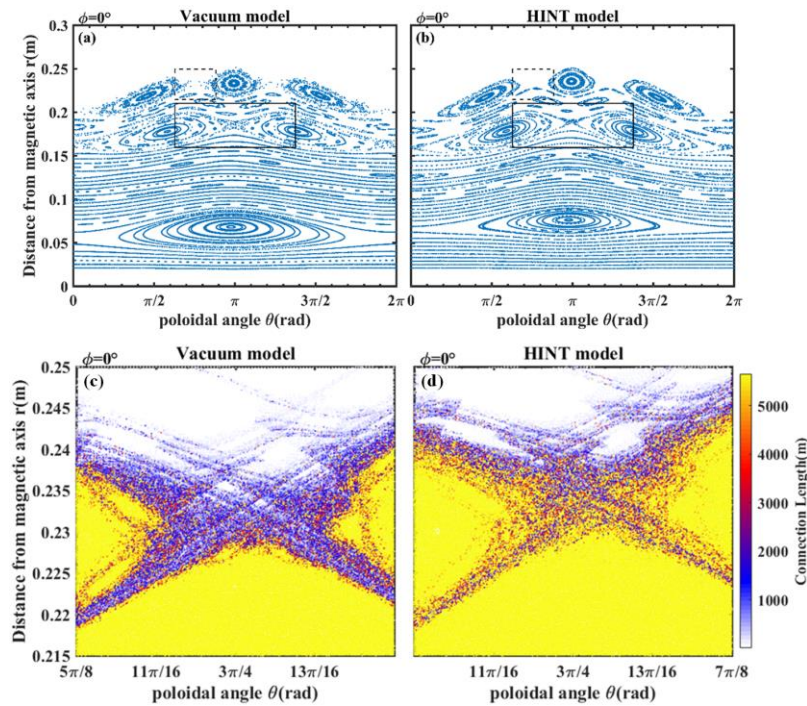 Vacuum model
HINT model
ϕ=0°
(a)
(b)
Distance from magnetic axis r(m)
0.3
0.25
0.2
0.15
0.1
0.05
0
0 π/2 π 3π/2 2π
0 π/2 π 3π/2 2π
poloidal angle θ(rad)
poloidal angle θ(rad)
Vacuum model
HINT model
ϕ=0°
ϕ=0°
(c)
(d)
Distance from magnetic axis r(m)
0.25
0.245
0.24
0.235
0.23
0.225
0.22
0.215
5π/8 11π/16 3π/4 13π/16
11π/16 3π/4 13π/16 7π/8
poloidal angle θ(rad)
poloidal angle θ(rad)
5000
4000
3000
2000
1000
Connection Length(m)